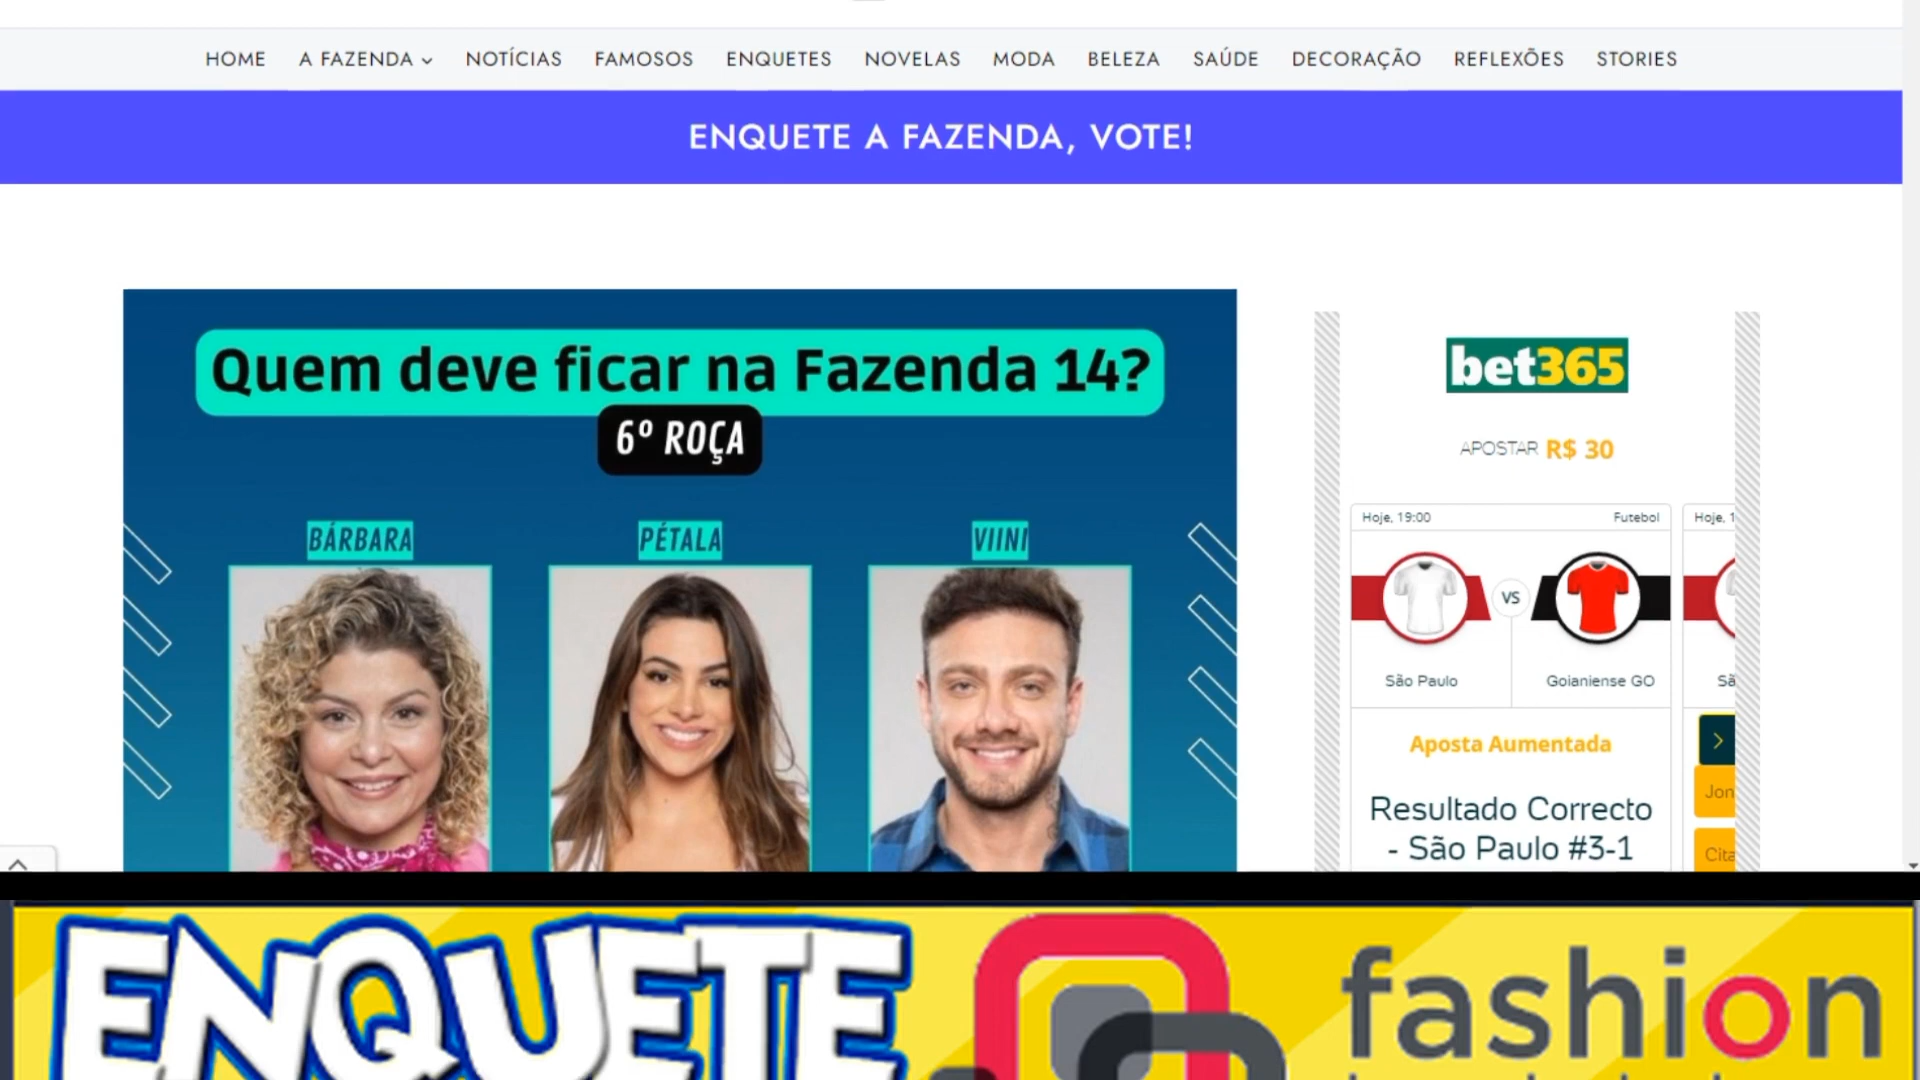 HOME A FAZENDA NOTÍCIAS FAMOSOS ENQUETES NOVELAS MODA BELEZA SAÚDE DECORAÇÃO REFLEXÕES STORIES
ENQUETE A FAZENDA, VOTE!
Quem deve ficar na Fazenda 14?
6º ROÇA
BÁRBARA PÉTALA VIINI
bet365
APOSTAR R$ 30
Hoje, 19:00 Futebol
VS
São Paulo Goianiense GO
Aposta Aumentada
Resultado Correcto
- São Paulo #3-1
ENQUETE
fashion